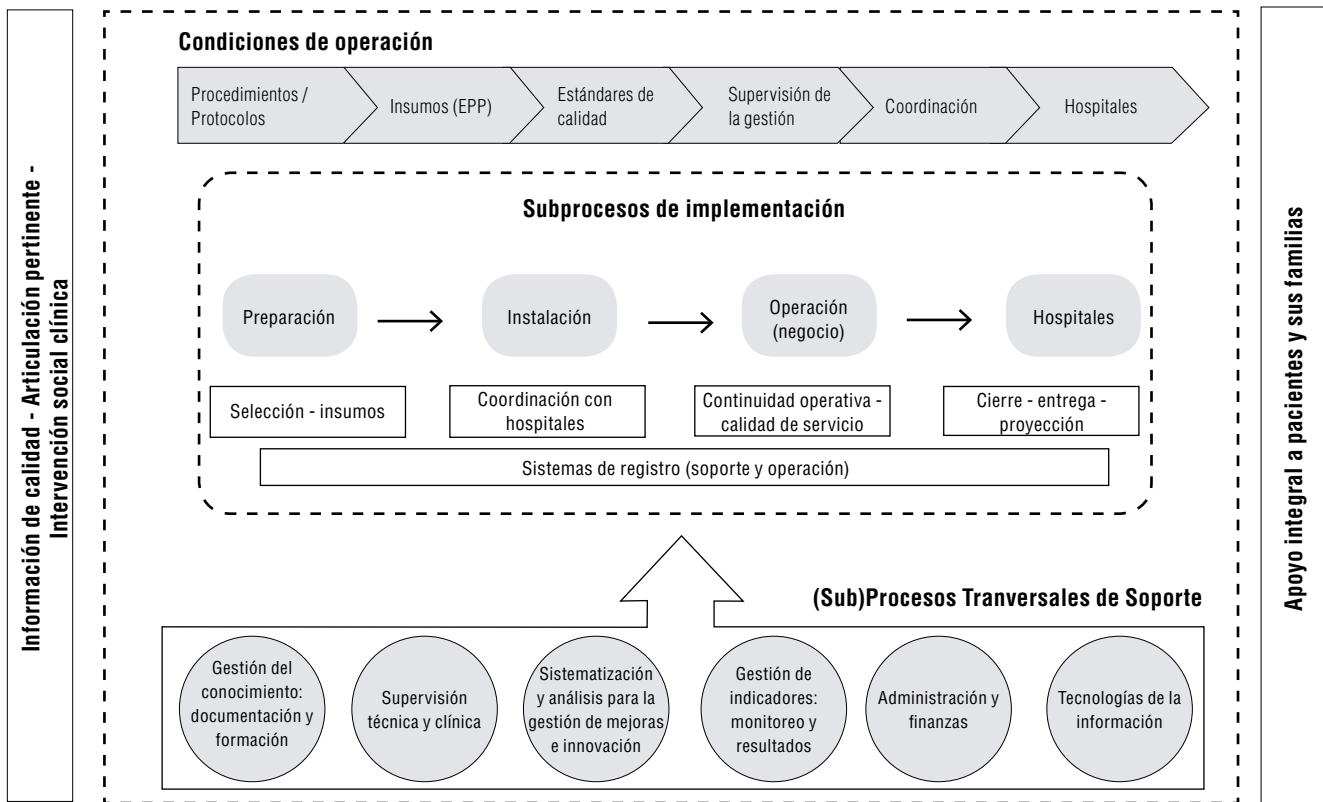 Información de calidad - Articulación pertinente -
Intervención social clínica
Condiciones de operación
Procedimientos /
Protocolos
Insumos (EPP)
Estándares de
calidad
Supervisión de
la gestión
Coordinación
Hospitales
Subprocesos de implementación
Preparación
Instalación
Operación
(negocio)
Hospitales
Selección - insumos
Coordinación con
hospitales
Continuidad operativa -
calidad de servicio
Cierre - entrega -
proyección
Sistemas de registro (soporte y operación)
(Sub)Procesos Tranversales de Soporte
Gestión del
conocimiento:
documentación y
formación
Supervisión
técnica y clínica
Sistematización
y análisis para la
gestión de mejoras
e innovación
Gestión de
indicadores:
monitoreo y
resultados
Administración y
finanzas
Tecnologías de la
información
Apoyo integral a pacientes y sus familias